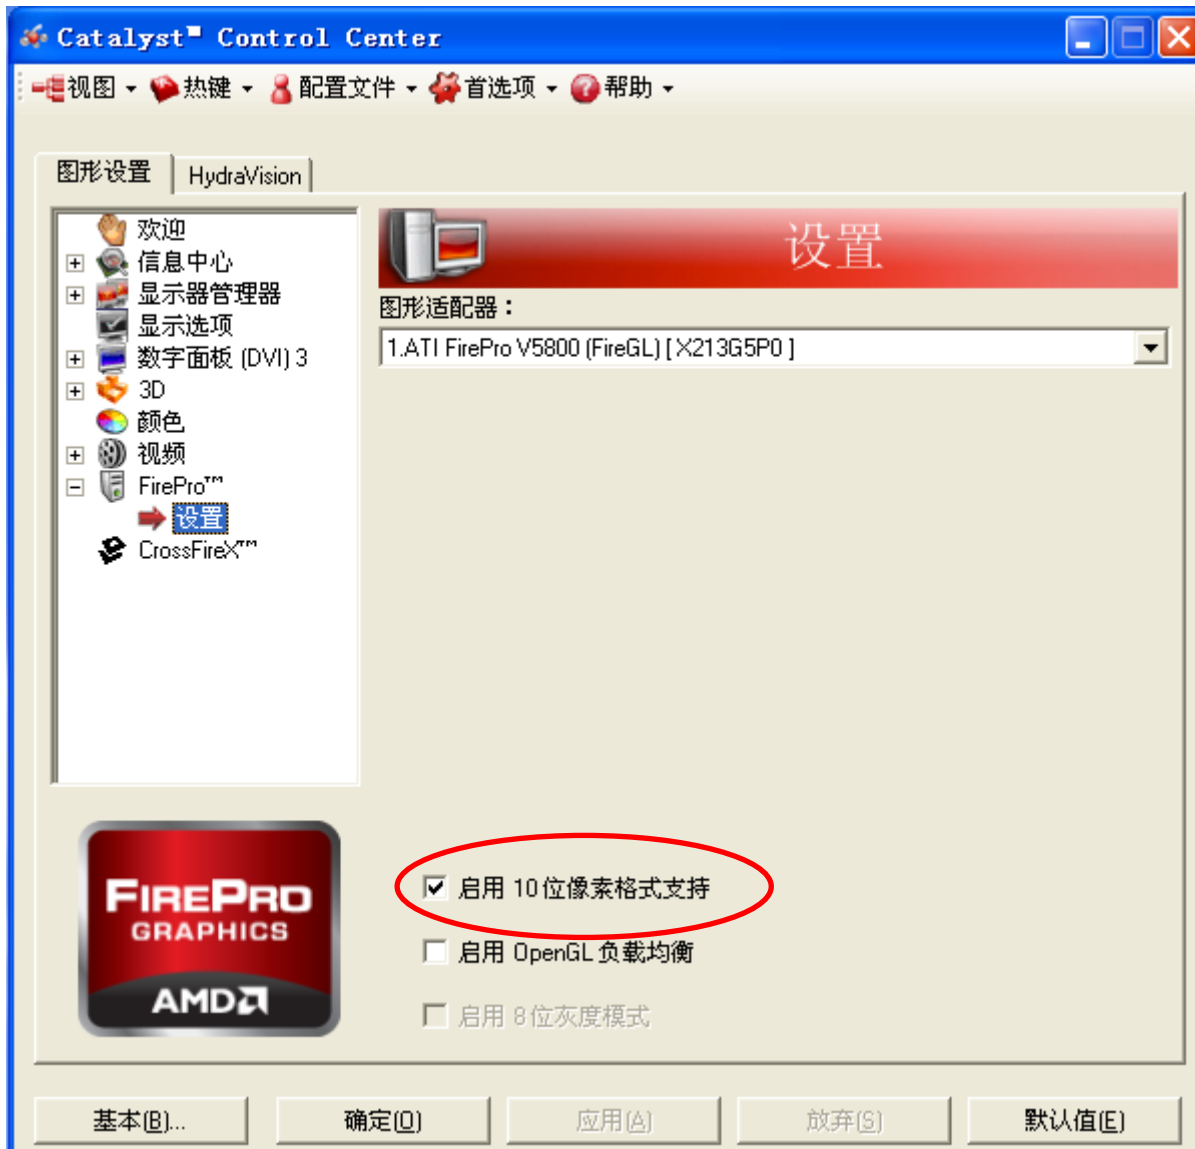 Catalyst™ Control Center
视图 热键 配置文件 首选项 帮助
图形设置 HydraVision
欢迎
信息中心
显示器管理器
显示选项
数字面板 (DVI) 3
3D
颜色
视频
FirePro™
设置
CrossFireX™
设置
图形适配器：
1.ATI FirePro V5800 (FireGL) [ X213G5P0 ]
FIREPRO
GRAPHICS
AMD
启用 10 位像素格式支持
启用 OpenGL 负载均衡
启用 8 位灰度模式
基本(B)... 确定(O) 应用(A) 放弃(S) 默认值(E)